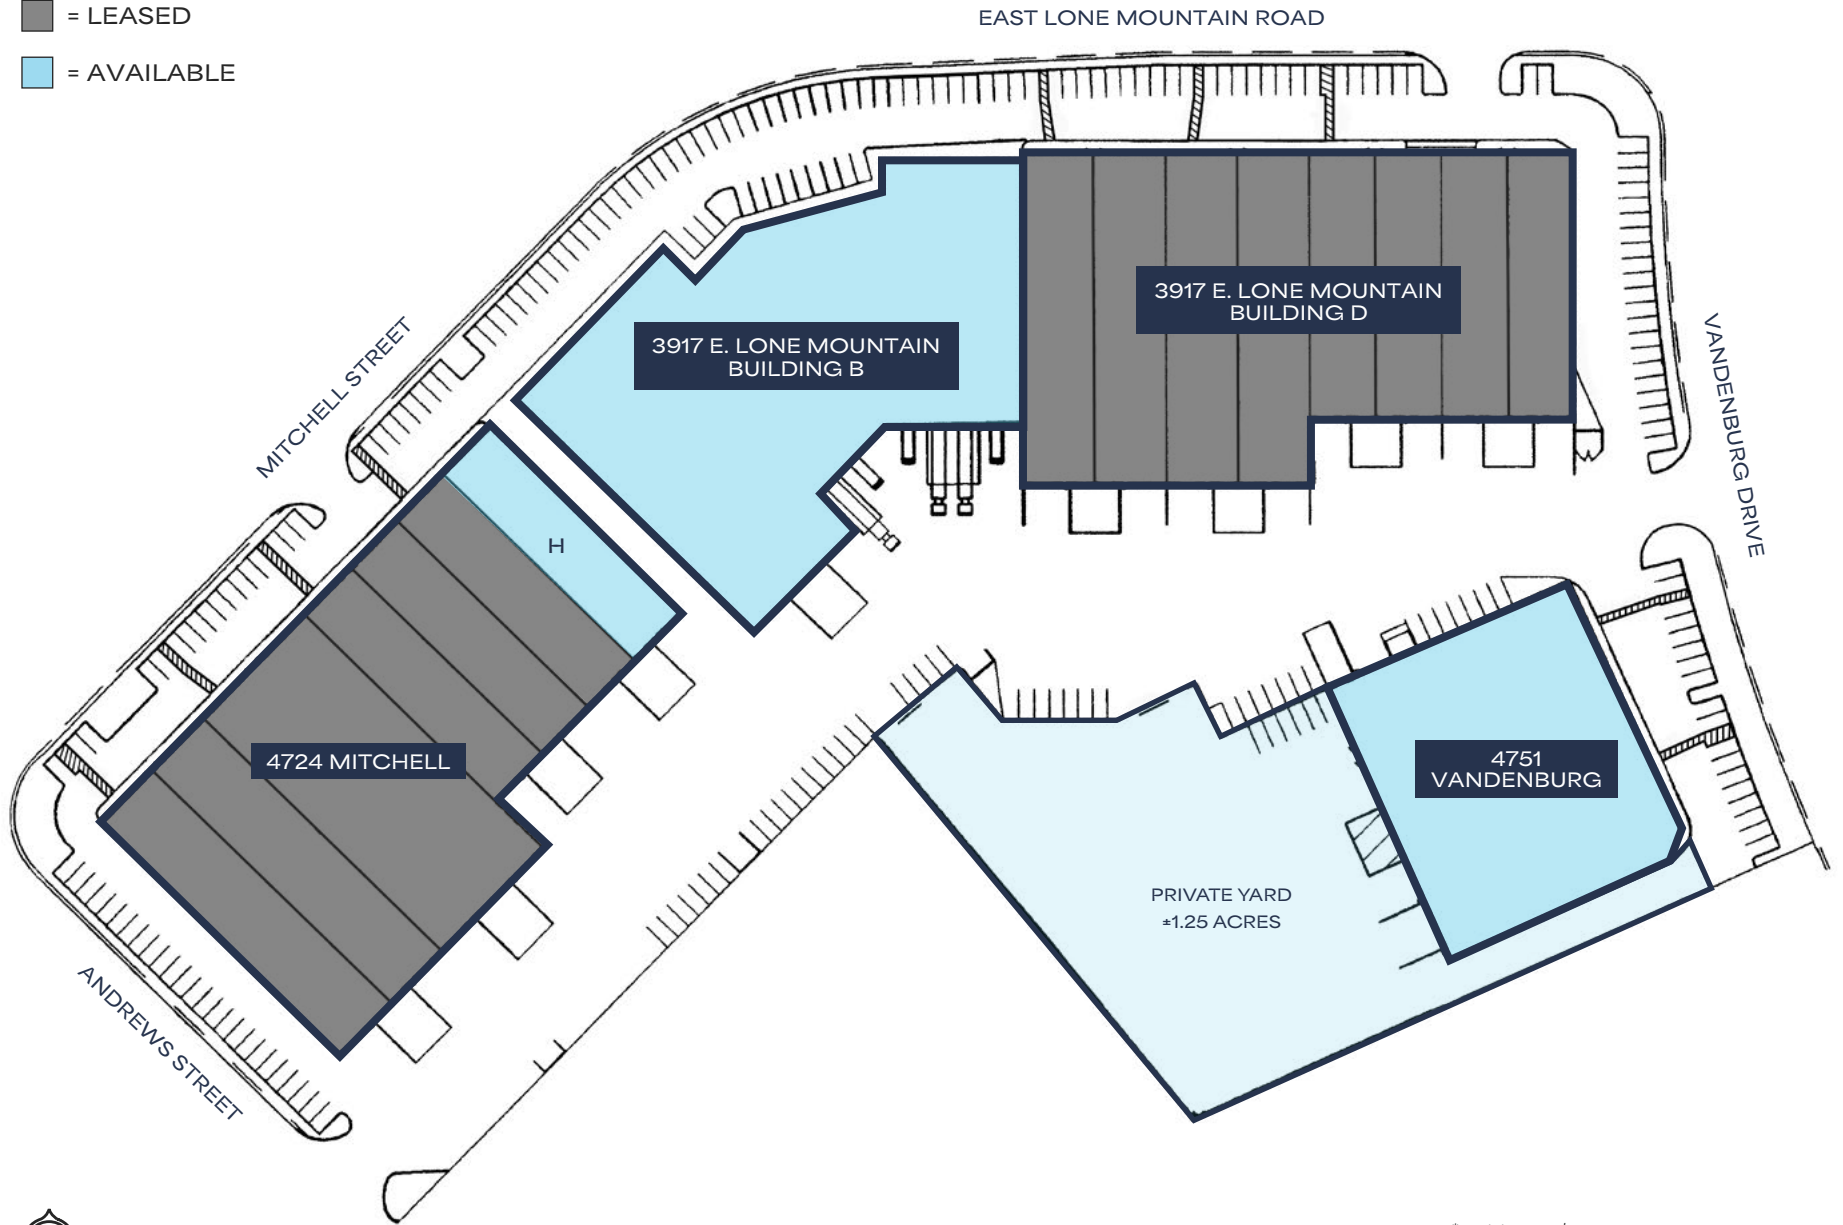 = LEASED
= AVAILABLE
EAST LONE MOUNTAIN ROAD
3917 E. LONE MOUNTAIN
BUILDING D
3917 E. LONE MOUNTAIN
BUILDING B
MITCHELL STREET
VANDENBURG DRIVE
H
4724 MITCHELL
4751
VANDENBURG
PRIVATE YARD
±1.25 ACRES
ANDREWS STREET